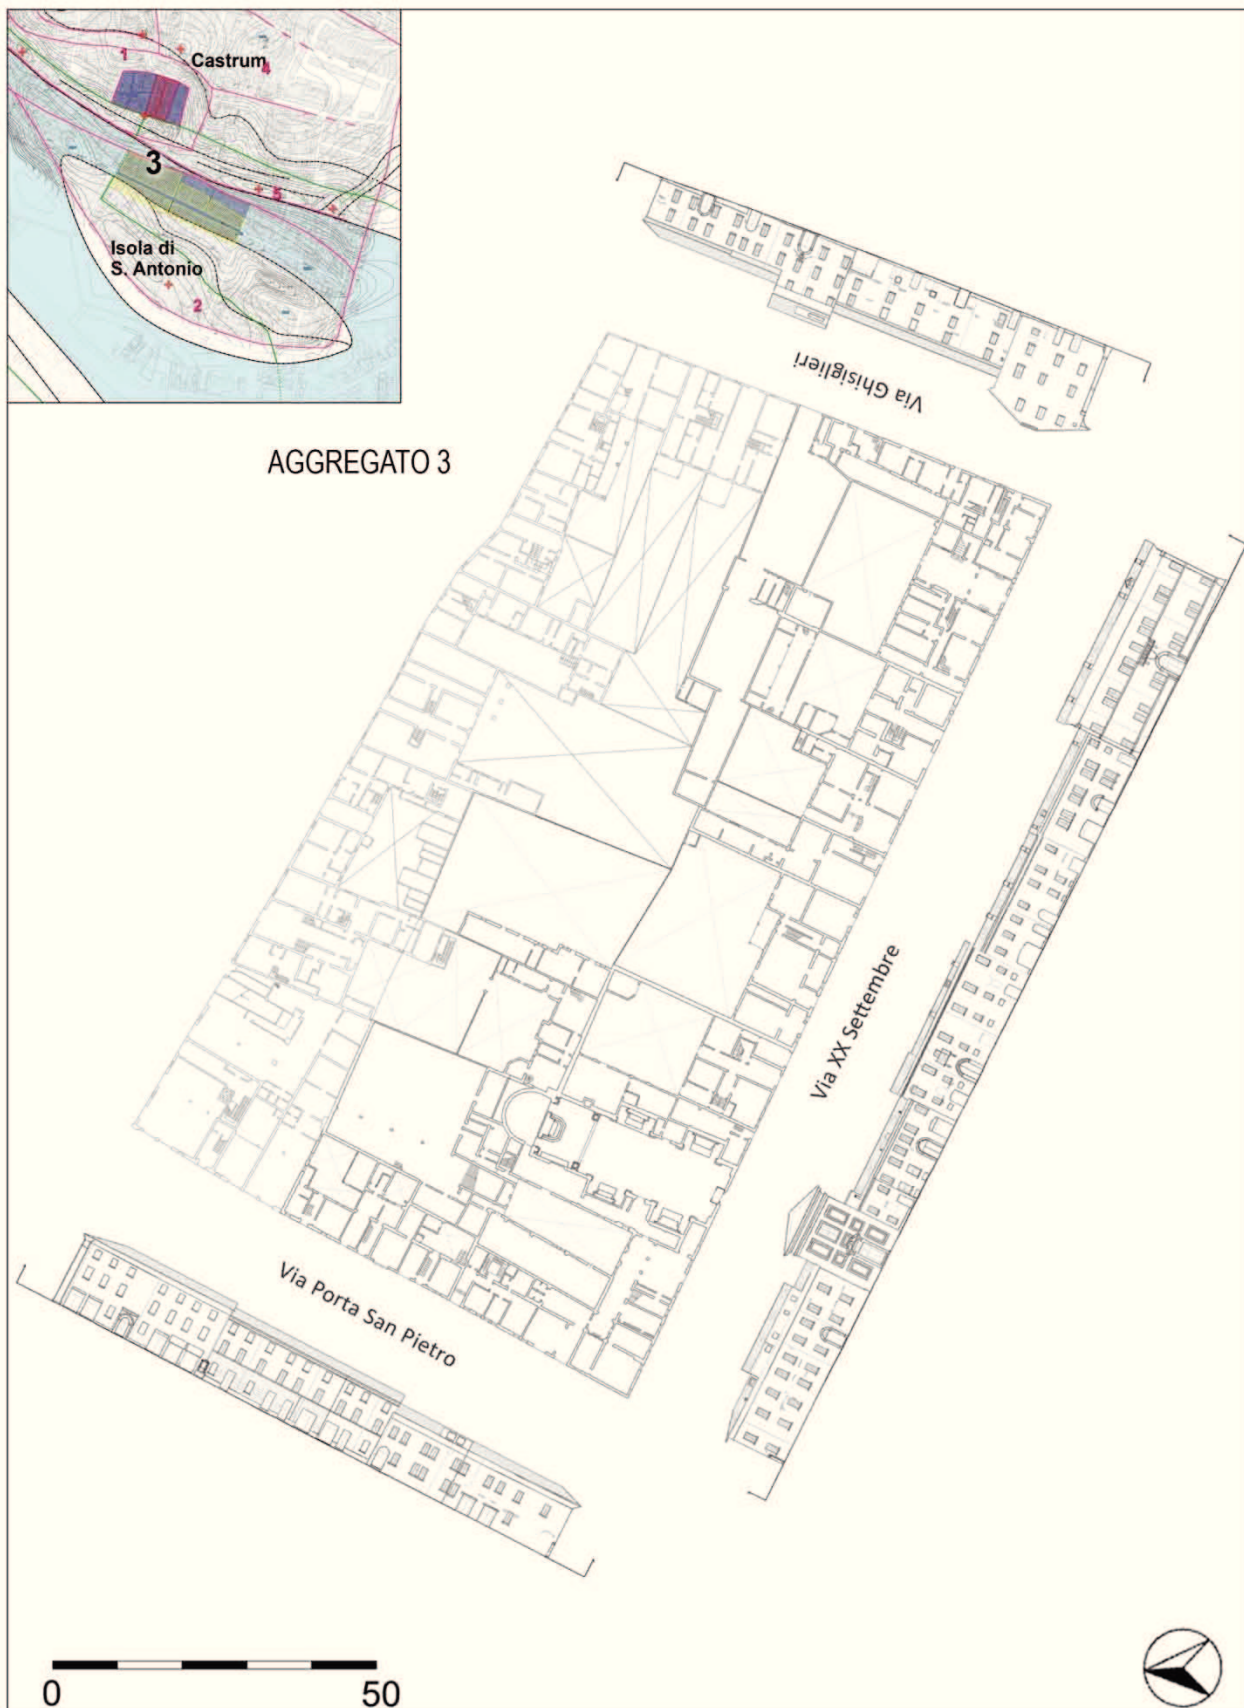 1
Castrum
4
3
5
Isola di
S. Antonio
2
AGGREGATO 3
Via Ghisiglieri
Via XX Settembre
Via Porta San Pietro
0 50